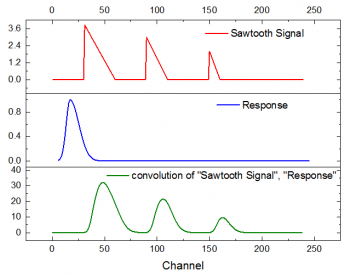 0 50 100 150 200 250
3.6
2.4
1.2
0.0
Sawtooth Signal
0.8
0.4
0.0
Response
40
30
20
10
0
convolution of "Sawtooth Signal", "Response"
0 50 100 150 200 250
Channel